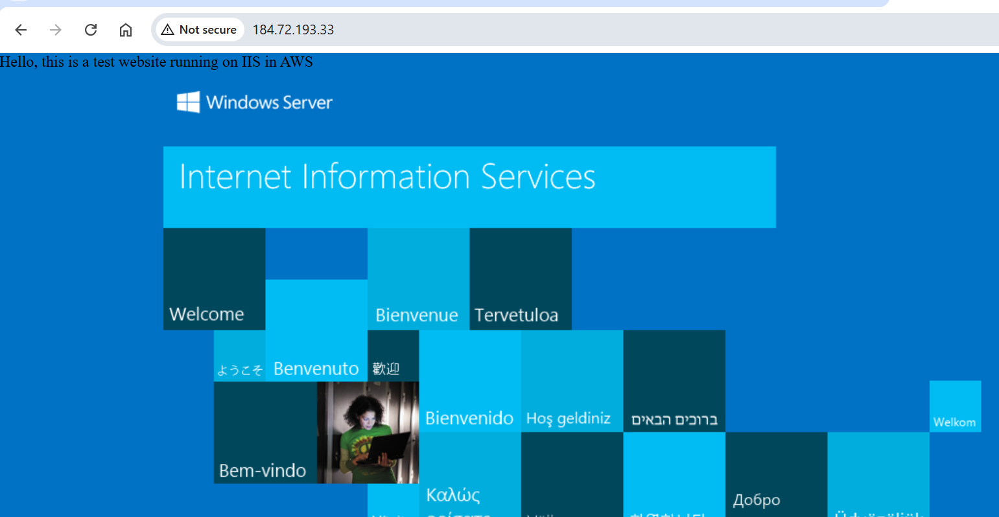 Not secure 184.72.193.33
Hello, this is a test website running on IIS in AWS
Windows Server
Internet Information Services
Welcome
Bienvenue
Tervetuloa
ようこそ
Benvenuto
歡迎
Bienvenido
Hoş geldiniz
ברוכים הבאים
Welkom
Bem-vindo
Καλώς
Добро